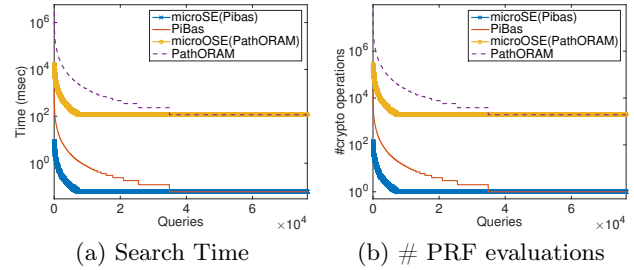 microSE(Pibas)
PiBas
microOSE(PathORAM)
PathORAM
10^6
10^4
10^2
10^0
Time (msec)
0 2 4 6
×10^4
Queries
(a) Search Time
microSE(Pibas)
PiBas
microOSE(PathORAM)
PathORAM
10^6
10^4
10^2
10^0
#crypto operations
0 2 4 6
×10^4
Queries
(b) # PRF evaluations